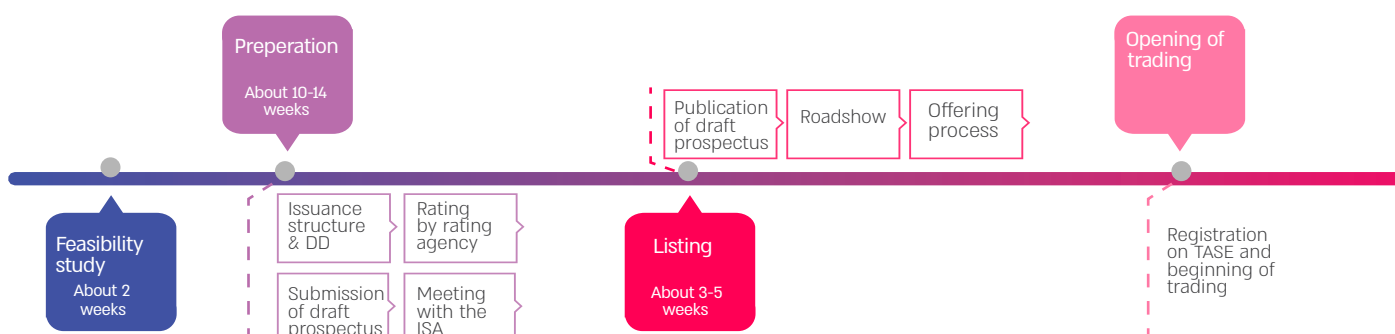 Preperation
About 10-14
weeks
Opening of
trading
Publication
of draft
prospectus
Roadshow
Offering
process
Feasibility
study
About 2
weeks
Issuance
structure
& DD
Rating
by rating
agency
Submission
of draft
prospectus
Meeting
with the
ISA
Listing
About 3-5
weeks
Registration
on TASE and
beginning of
trading